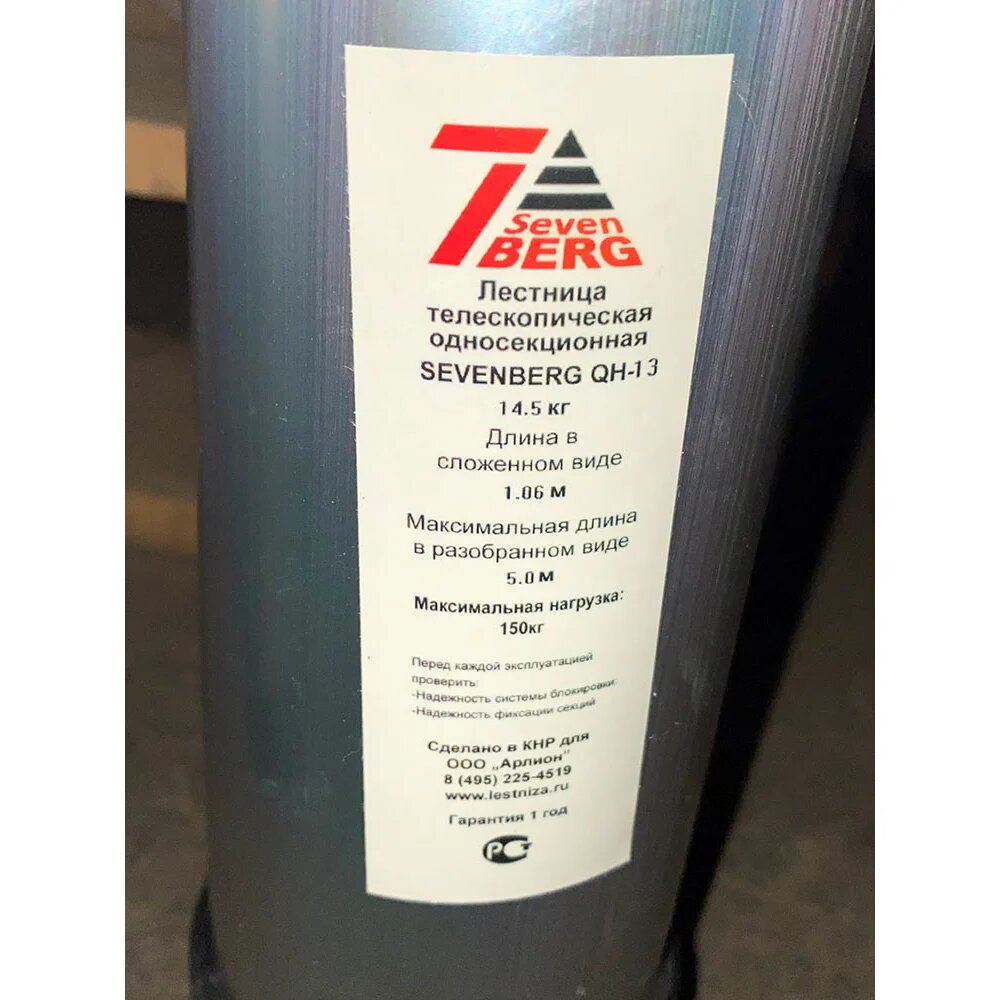 7
Seven
BERG
Лестница
телескопическая
односекционная
SEVENBERG QH-13
14.5 кг
Длина в
сложенном виде
1.06 м
Максимальная длина
в разобранном виде
5.0 м
Максимальная нагрузка:
150кг
Перед каждой эксплуатацией
проверить:
-Надежность системы блокировки
-Надежность фиксации секций
Сделано в КНР для
ООО „Арлион"
8 (495) 225-4519
www.lestniza.ru
Гарантия 1 год
РСТ